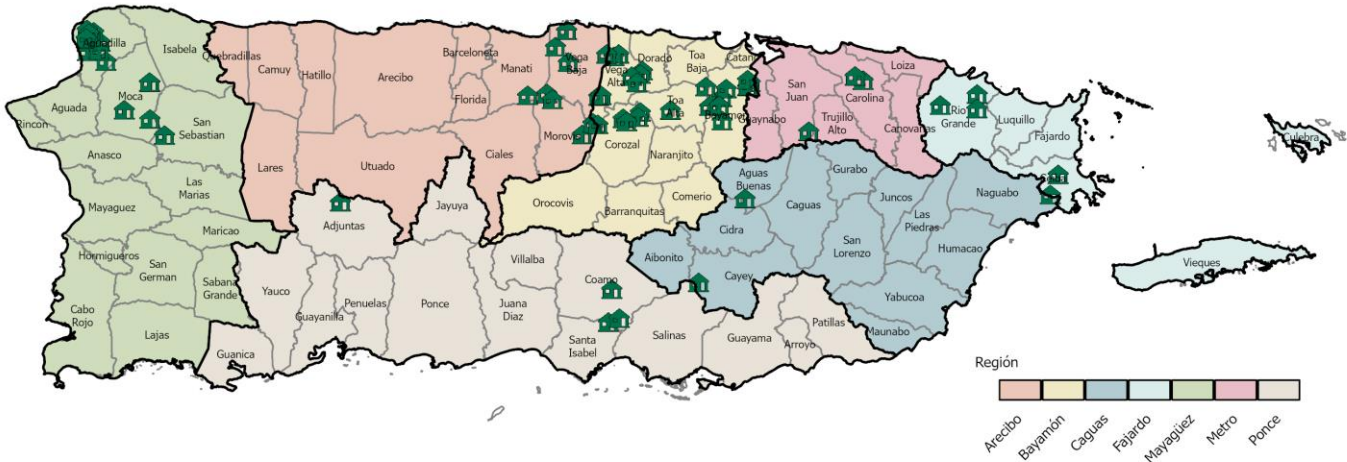 Aguadilla
Isabela
Quebradillas
Camuy
Hatillo
Arecibo
Barceloneta
Manati
Vega
Baja
Vega
Alta
Dorado
Toa
Baja
Catano
San
Juan
Loiza
Carolina
Moca
Aguada
Rincon
San
Sebastian
Florida
Morovis
Toa
Alta
Bayamon
Guaynabo
Trujillo
Alto
Canovanas
Rio
Grande
Luquillo
Fajardo
Culebra
Anasco
Lares
Utuado
Ciales
Corozal
Naranjito
Aguas
Buenas
Gurabo
Naguabo
Las
Marias
Mayaguez
Maricao
Adjuntas
Jayuya
Orocovis
Barranquitas
Comerio
Caguas
Juncos
Las
Piedras
Cidra
Humacao
Hormigueros
San
German
Sabana
Grande
Villalba
Aibonito
San
Lorenzo
Vieques
Cabo
Rojo
Lajas
Yauco
Guayanilla
Penuelas
Ponce
Juana
Diaz
Coamo
Cayey
Yabucoa
Guanica
Santa
Isabel
Salinas
Guayama
Arroyo
Patillas
Maunabo
Región
Arecibo
Bayamón
Caguas
Fajardo
Mayagüez
Metro
Ponce